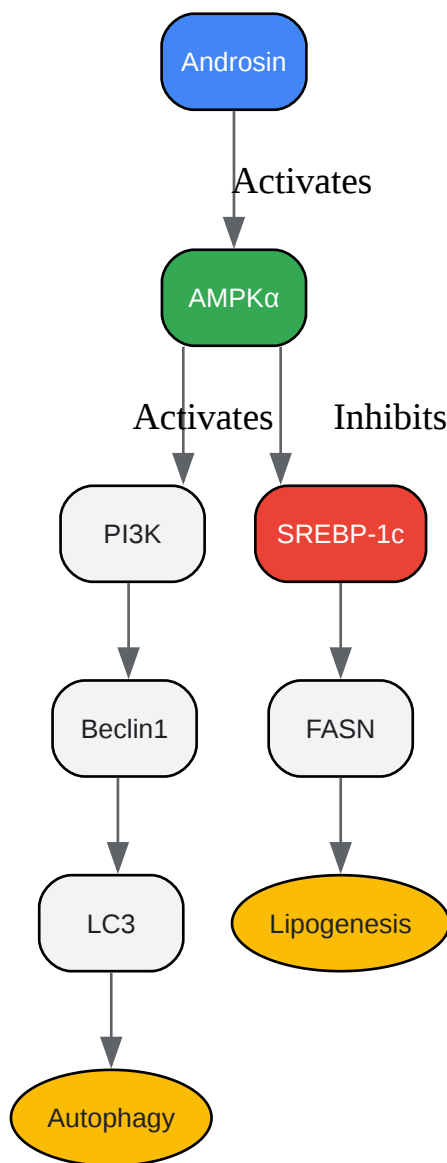 Androsin
Activates
AMPKα
Activates
Inhibits
PI3K
SREBP-1c
Beclin1
FASN
LC3
Lipogenesis
Autophagy